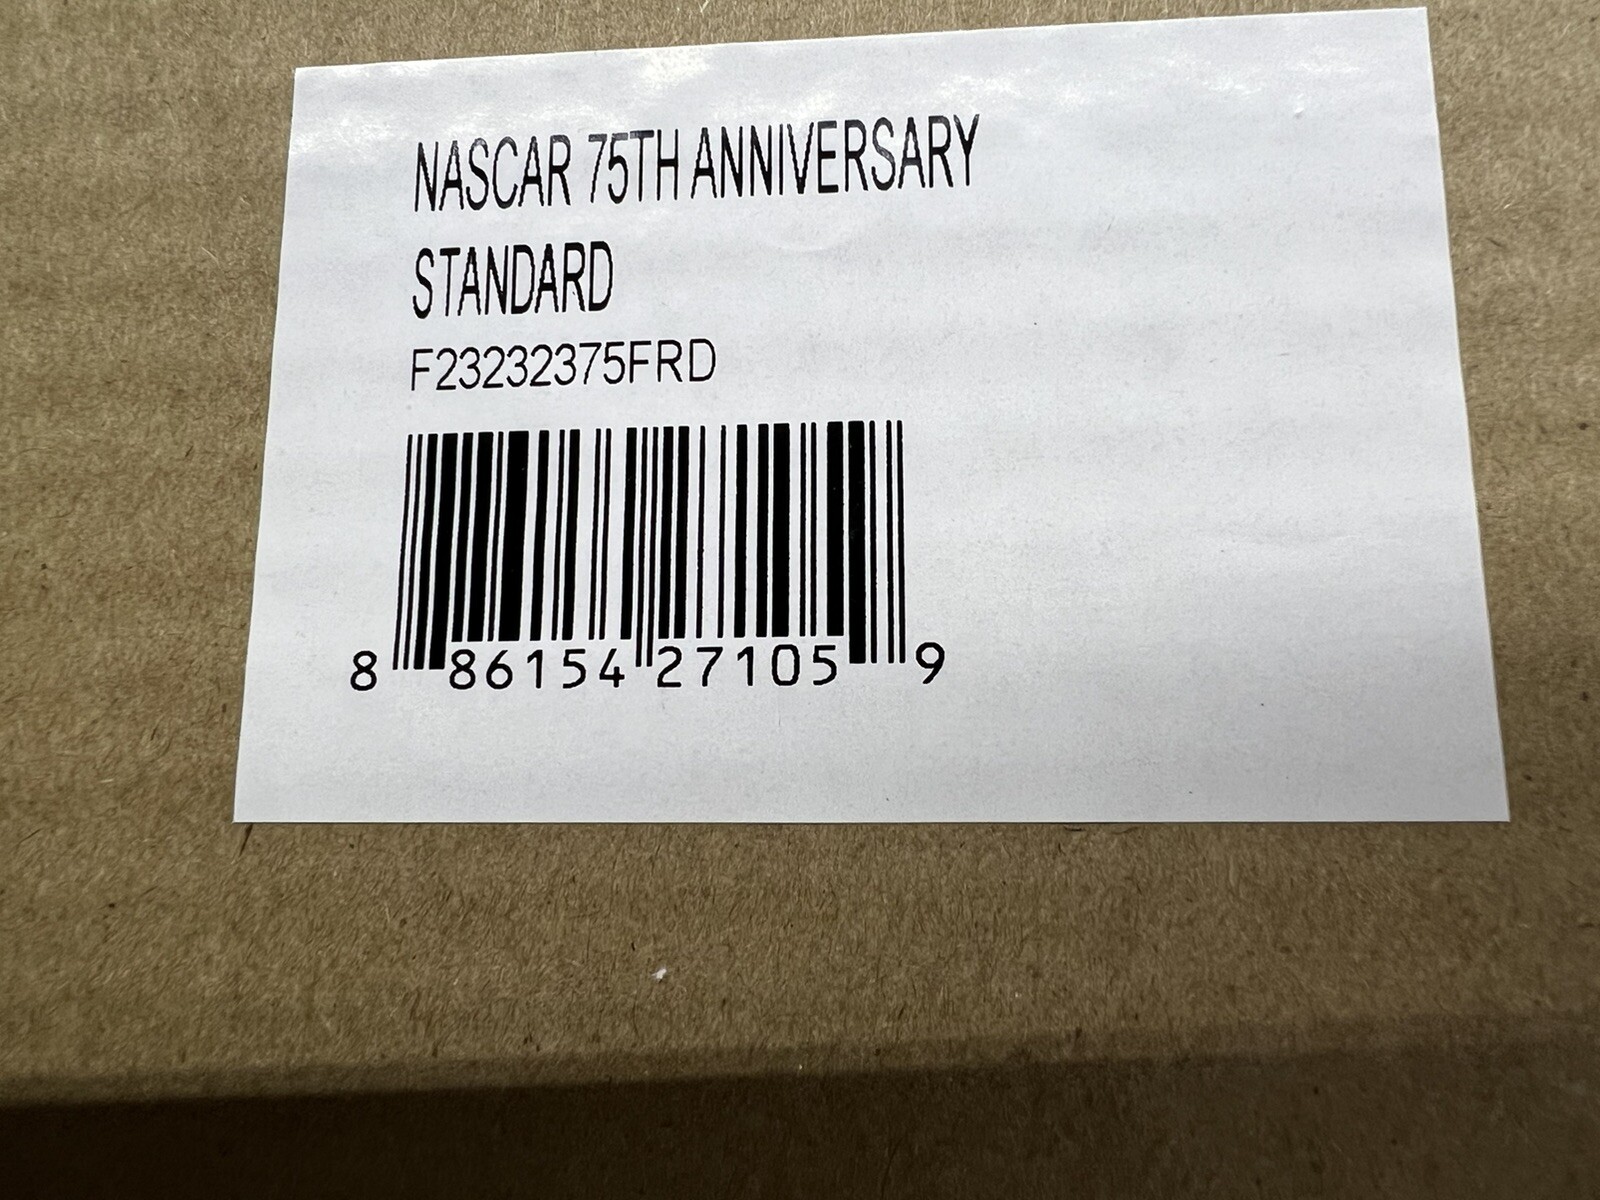 NASCAR 75TH ANNIVERSARY
STANDARD
F23232375FRD
8 86154 27105 9